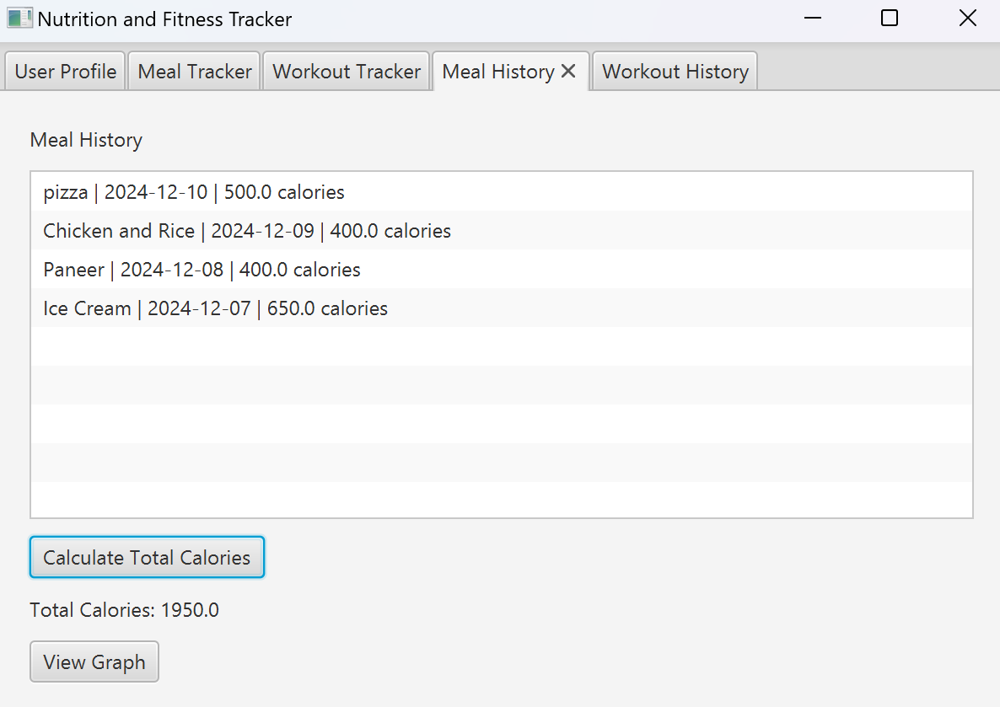 Nutrition and Fitness Tracker
User Profile Meal Tracker Workout Tracker Meal History Workout History
Meal History
pizza | 2024-12-10 | 500.0 calories
Chicken and Rice | 2024-12-09 | 400.0 calories
Paneer | 2024-12-08 | 400.0 calories
Ice Cream | 2024-12-07 | 650.0 calories
Calculate Total Calories
Total Calories: 1950.0
View Graph